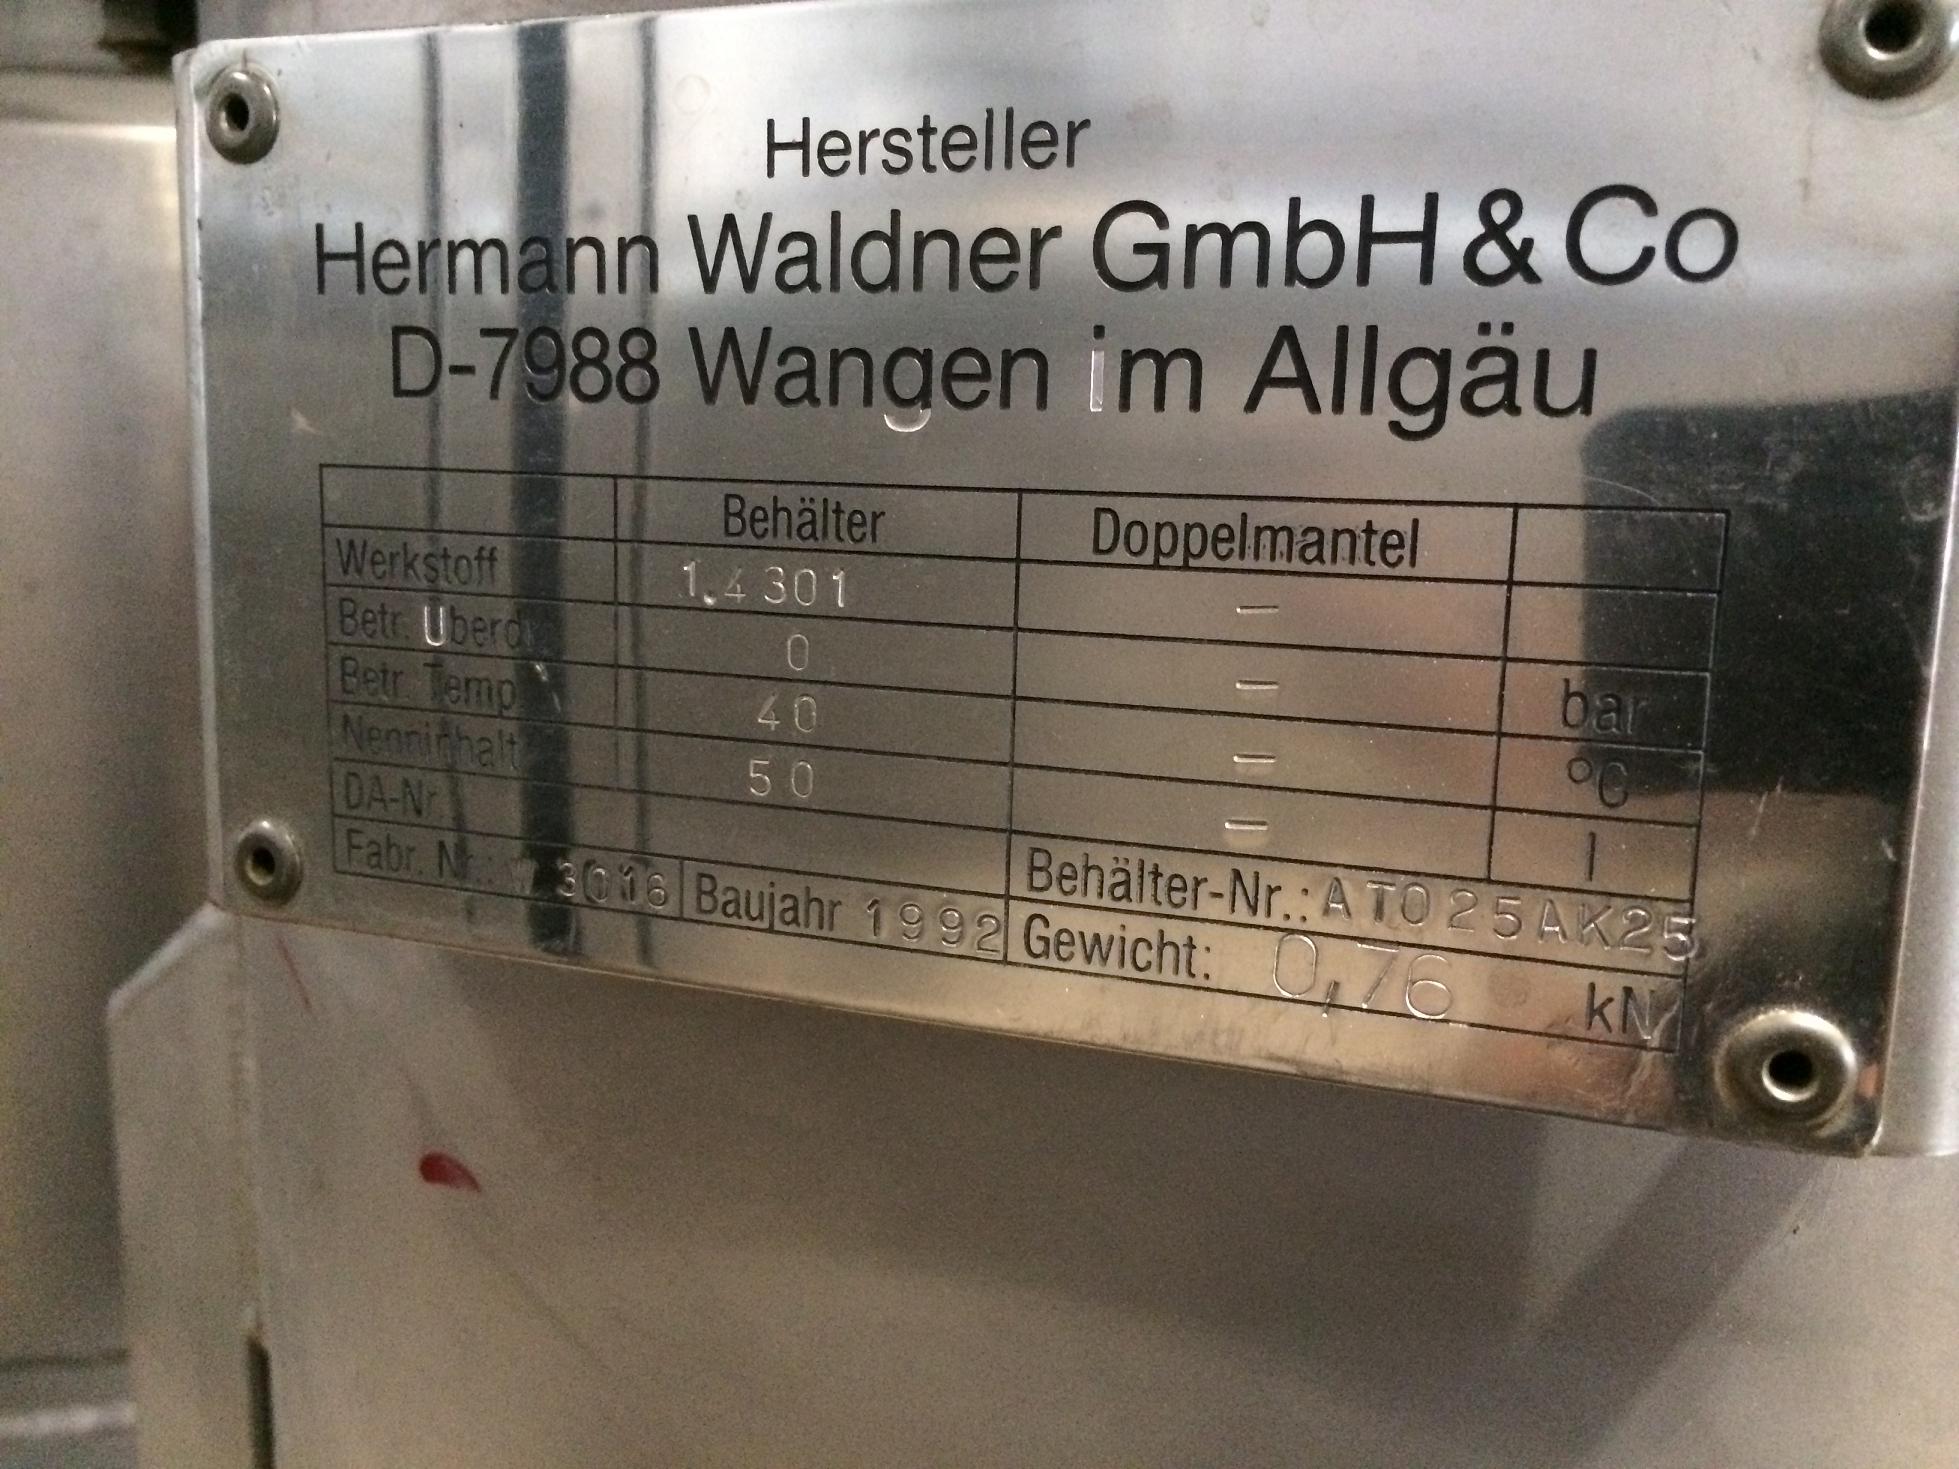 Hersteller
Hermann Waldner GmbH & Co
D-7988 Wangen im Allgäu
Behälter Doppelmantel
Werkstoff 1.4301 –
Betr. Überd. 0 – bar
Betr. Temp. 40 – °C
Nenninhalt 50 – l
DA-Nr. Behälter-Nr.: AT025AK25
Fabr. Nr.: W 3016 Baujahr 1992 Gewicht: 0,76 kN